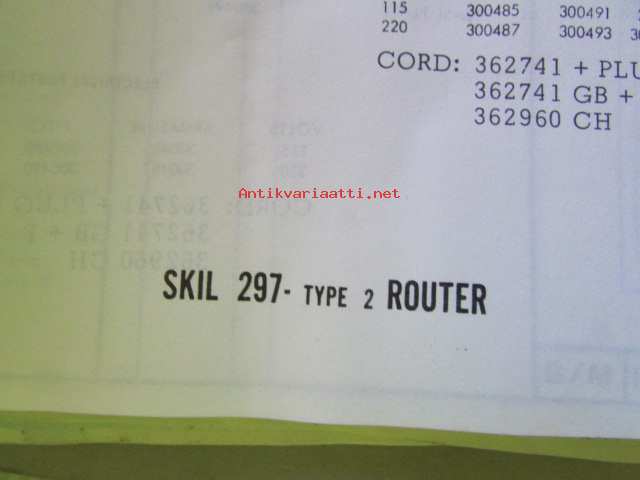 115 300485 300491
220 300487 300493
CORD: 362741 + PLU
362741 GB +
362960 CH
Antikvariaatti.net
SKIL 297- TYPE 2 ROUTER